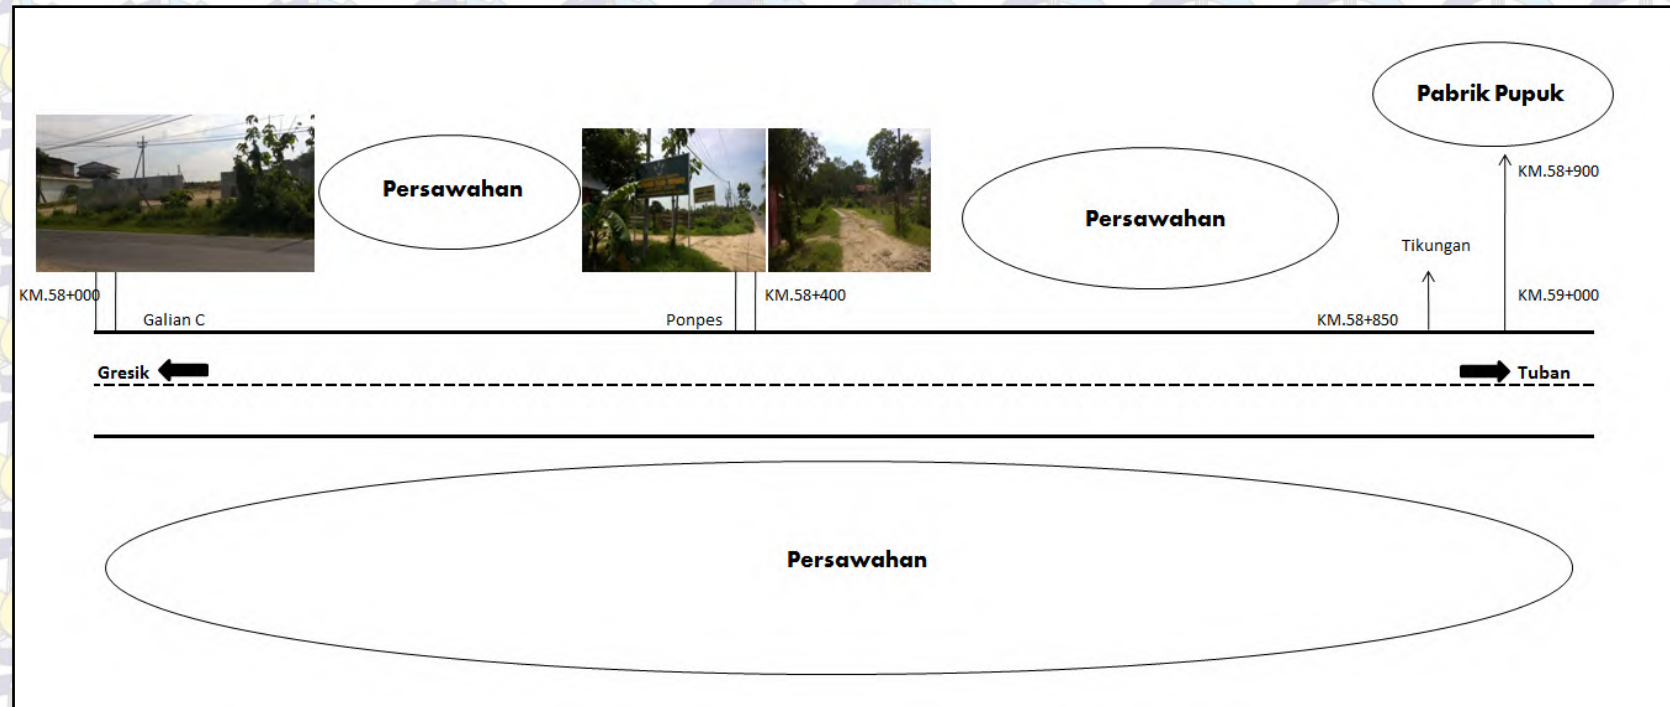 Pabrik Pupuk
KM.58+900
Persawahan
Persawahan
Tikungan
KM.58+000
KM.58+400
KM.59+000
Galian C
Ponpes
KM.58+850
Gresik
Tuban
Persawahan